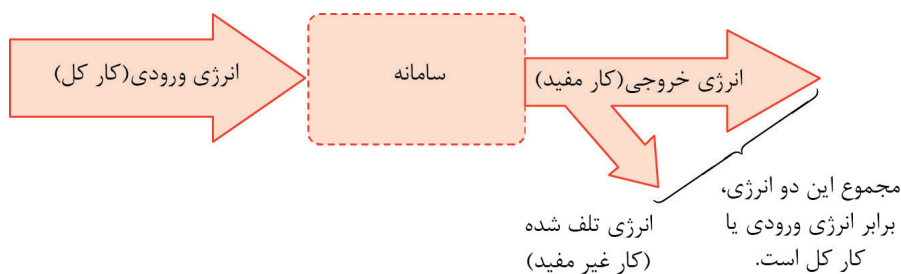 انرژی ورودی(کار کل)
سامانه
انرژی خروجی(کار مفید)
مجموع این دو انرژی،
برابر انرژی ورودی یا
کار کل است.
انرژی تلف شده
(کار غیر مفید)